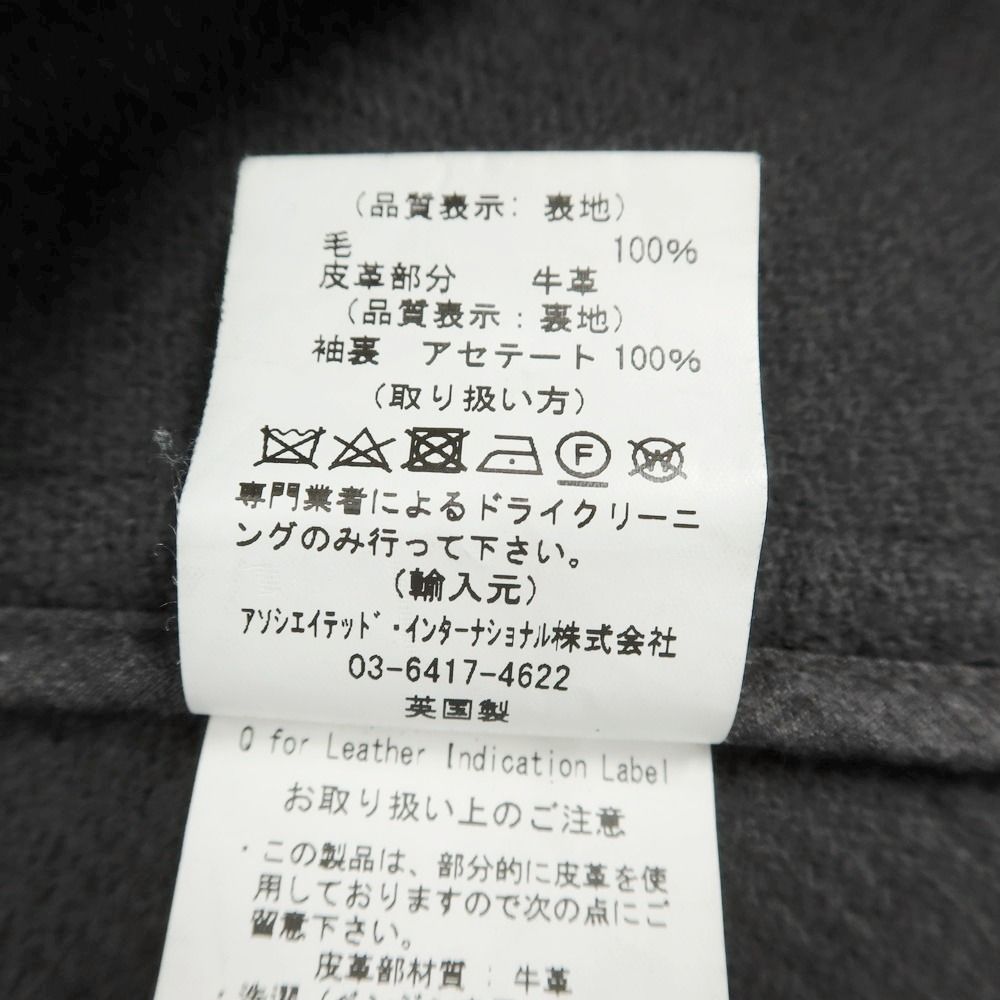 (品質表示: 表地)
毛 100%
皮革部分 牛革
(品質表示:裏地)
袖裏 アセテート 100%
(取り扱い方)
F W
専門業者によるドライクリーニ
ングのみ行って下さい。
(輸入元)
ｱｿｼｴｲﾃｯﾄﾞ・ｲﾝﾀｰﾅｼｮﾅﾙ株式会社
03-6417-4622
英国製
Q for Leather Indication Label
お取り扱い上のご注意
・この製品は、部分的に皮革を使
用しておりますので次の点にご
留意下さい。
皮革部材質 : 牛革